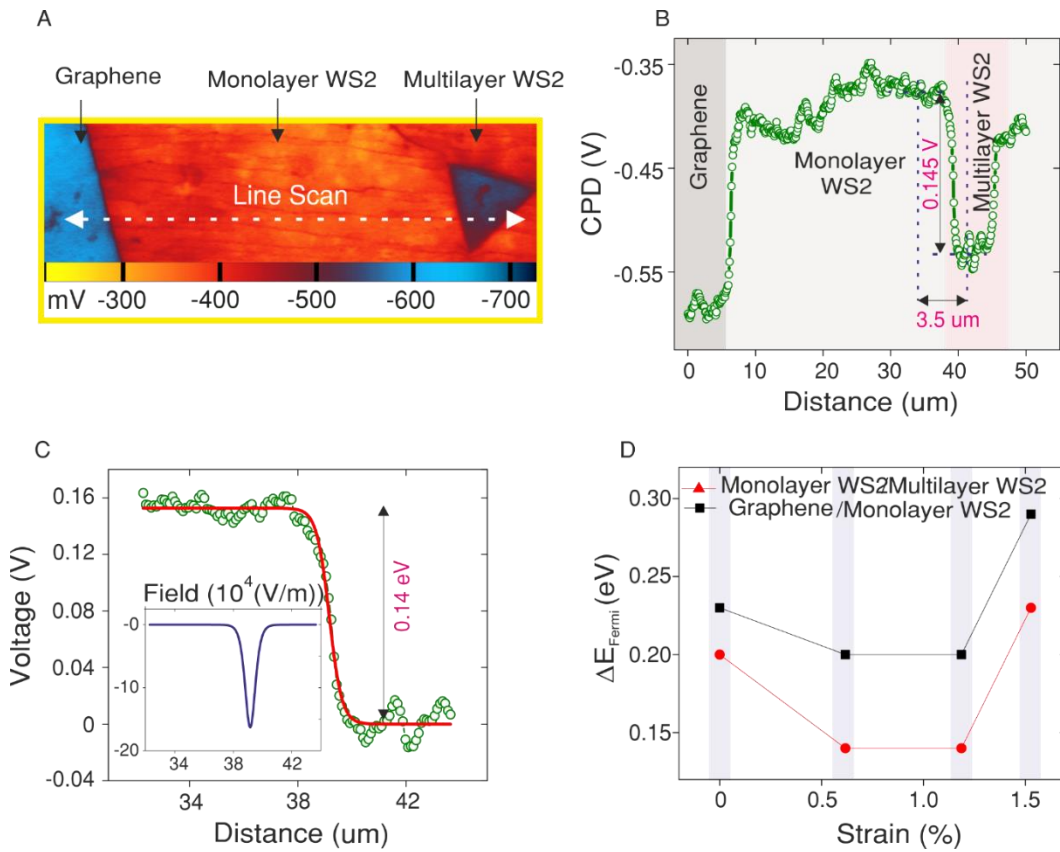 A
Graphene
Monolayer WS2
Multilayer WS2
Line Scan
mV -300 -400 -500 -600 -700
B
-0.35
-0.45
-0.55
CPD (V)
Graphene
Monolayer
WS2
0.145 V
Multilayer WS2
3.5 um
0 10 20 30 40 50
Distance (um)
C
0.16
0.12
0.08
0.04
0
-0.04
Voltage (V)
0.14 eV
Field (10^4(V/m))
-0
-10
-20
34 39 42
34 38 42
Distance (um)
D
Monolayer WS2/Multilayer WS2
Graphene/Monolayer WS2
0.30
0.25
0.20
0.15
ΔE_Fermi (eV)
0 0.5 1.0 1.5
Strain (%)